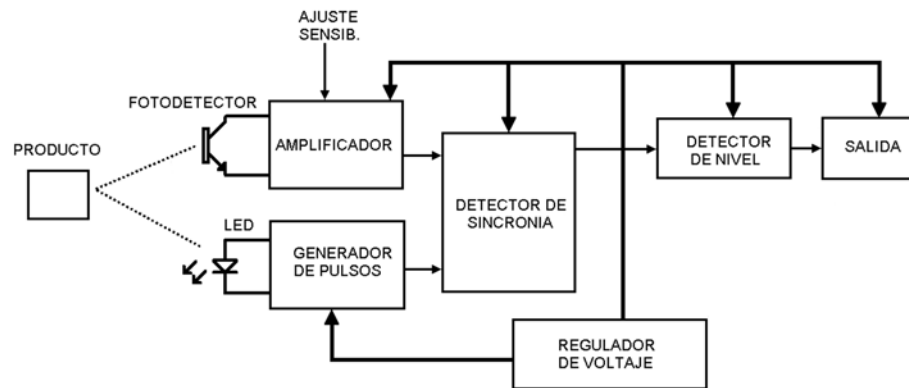 AJUSTE
SENSIB.
FOTODETECTOR
PRODUCTO
AMPLIFICADOR
LED
GENERADOR
DE PULSOS
DETECTOR DE
SINCRONIA
DETECTOR
DE NIVEL
SALIDA
REGULADOR
DE VOLTAJE